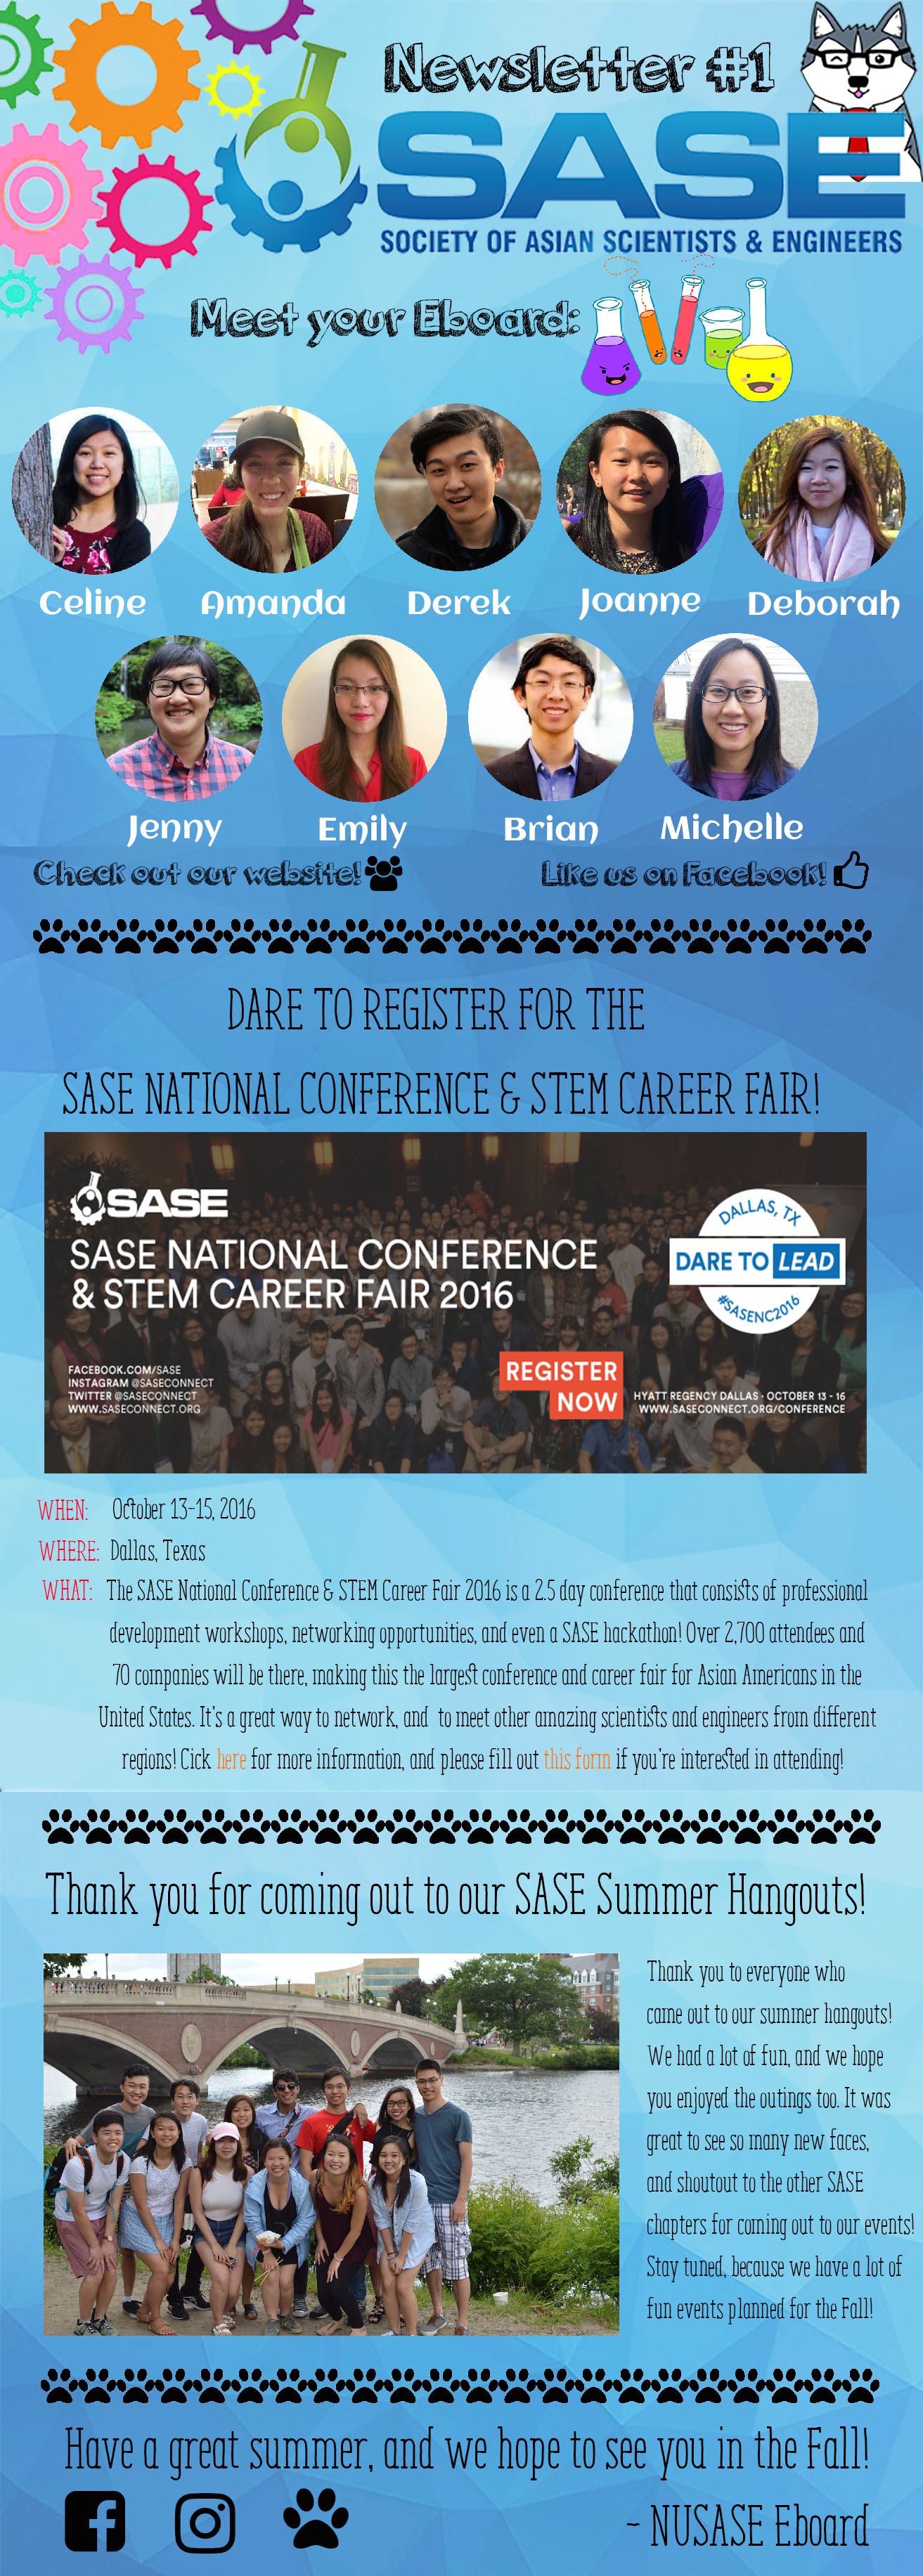 Newsletter #1
SASE
SOCIETY OF ASIAN SCIENTISTS & ENGINEERS
Meet your Eboard:
Celine Amanda Derek Joanne Deborah
Jenny Emily Brian Michelle
Check out our website! Like us on Facebook!
DARE TO REGISTER FOR THE
SASE NATIONAL CONFERENCE & STEM CAREER FAIR!
SASE
SASE NATIONAL CONFERENCE
& STEM CAREER FAIR 2016
DALLAS, TX
DARE TO LEAD
#SASENC2016
FACEBOOK.COM/SASE
INSTAGRAM @SASECONNECT
TWITTER @SASECONNECT
WWW.SASECONNECT.ORG
REGISTER
NOW
HYATT REGENCY DALLAS · OCTOBER 13 - 16
WWW.SASECONNECT.ORG/CONFERENCE
WHEN: October 13-15, 2016
WHERE: Dallas, Texas
WHAT: The SASE National Conference & STEM Career Fair 2016 is a 2.5 day conference that consists of professional
development workshops, networking opportunities, and even a SASE hackathon! Over 2,700 attendees and
70 companies will be there, making this the largest conference and career fair for Asian Americans in the
United States. It's a great way to network, and to meet other amazing scientists and engineers from different
regions! Cick here for more information, and please fill out this form if you're interested in attending!
Thank you for coming out to our SASE Summer Hangouts!
Thank you to everyone who
came out to our summer hangouts!
We had a lot of fun, and we hope
you enjoyed the outings too. It was
great to see so many new faces,
and shoutout to the other SASE
chapters for coming out to our events!
Stay tuned, because we have a lot of
fun events planned for the Fall!
Have a great summer, and we hope to see you in the Fall!
- NUSASE Eboard